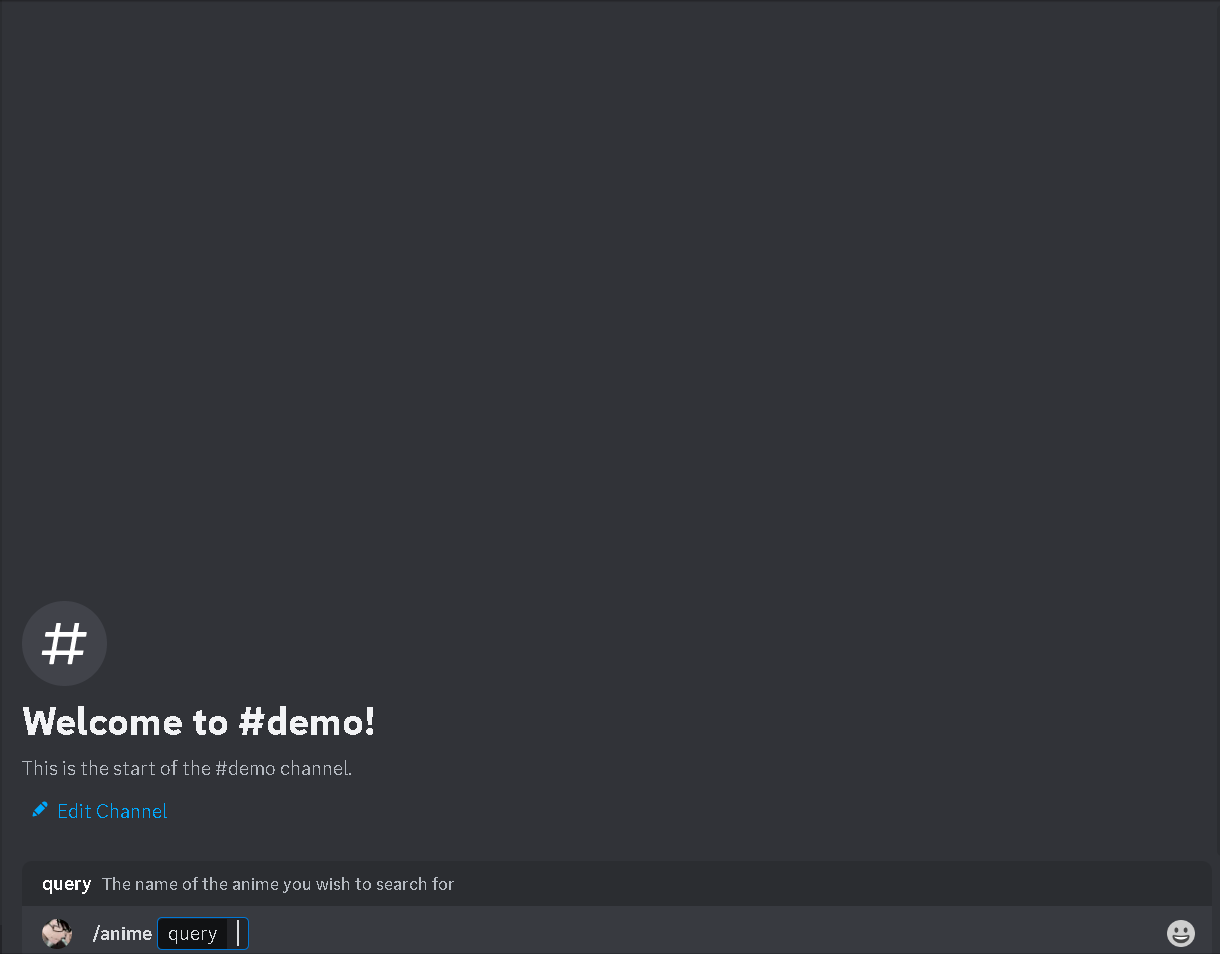 #
Welcome to #demo!
This is the start of the #demo channel.
Edit Channel
query The name of the anime you wish to search for
/anime query